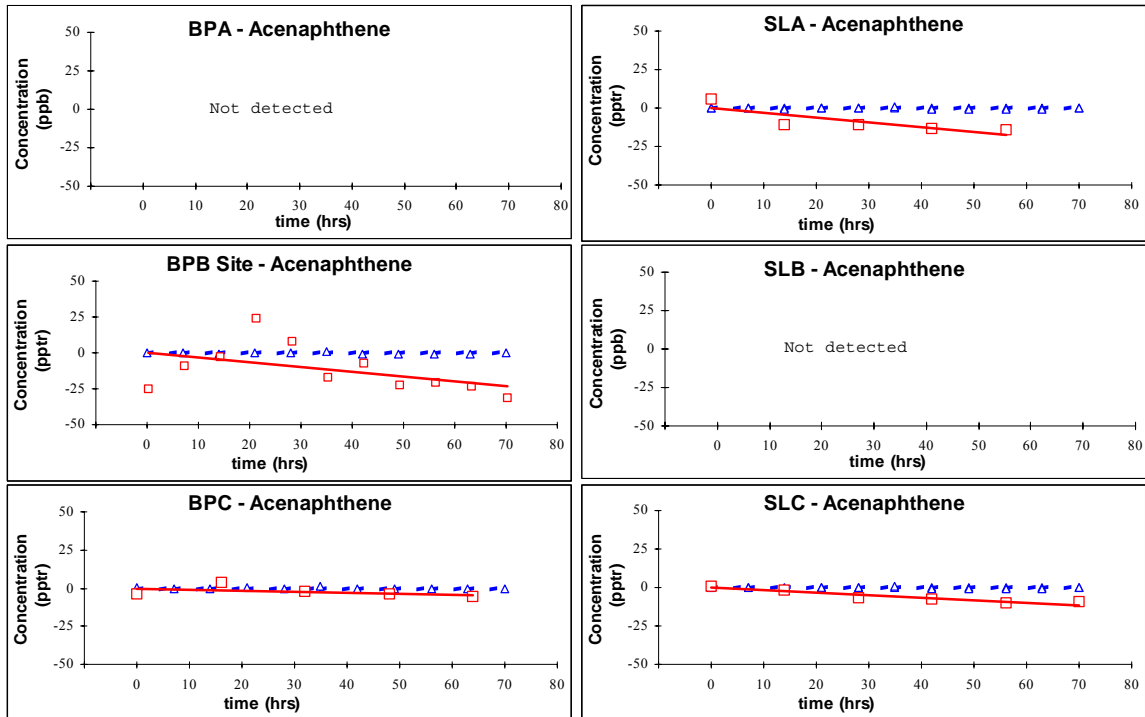 BPA - Acenaphthene
50
25
0
-25
-50
Concentration
(ppb)
Not detected
0 10 20 30 40 50 60 70 80
time (hrs)
SLA - Acenaphthene
50
25
0
-25
-50
Concentration
(pptr)
0 10 20 30 40 50 60 70 80
time (hrs)
BPB Site - Acenaphthene
50
25
0
-25
-50
Concentration
(pptr)
0 10 20 30 40 50 60 70 80
time (hrs)
SLB - Acenaphthene
50
25
0
-25
-50
Concentration
(ppb)
Not detected
0 10 20 30 40 50 60 70 80
time (hrs)
BPC - Acenaphthene
50
25
0
-25
-50
Concentration
(pptr)
0 10 20 30 40 50 60 70 80
time (hrs)
SLC - Acenaphthene
50
25
0
-25
-50
Concentration
(pptr)
0 10 20 30 40 50 60 70 80
time (hrs)